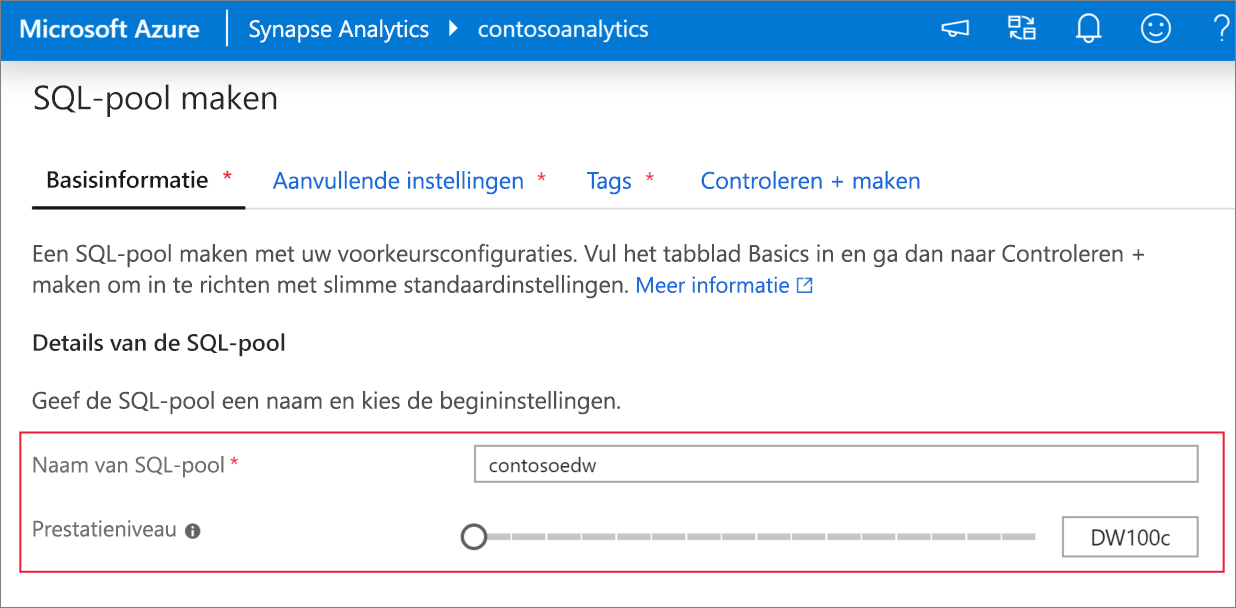 Microsoft Azure Synapse Analytics contosoanalytics ?
SQL-pool maken
Basisinformatie * Aanvullende instellingen * Tags * Controleren + maken
Een SQL-pool maken met uw voorkeursconfiguraties. Vul het tabblad Basics in en ga dan naar Controleren +
maken om in te richten met slimme standaardinstellingen. Meer informatie
Details van de SQL-pool
Geef de SQL-pool een naam en kies de begininstellingen.
Naam van SQL-pool * contosoedw
Prestatieniveau DW100c